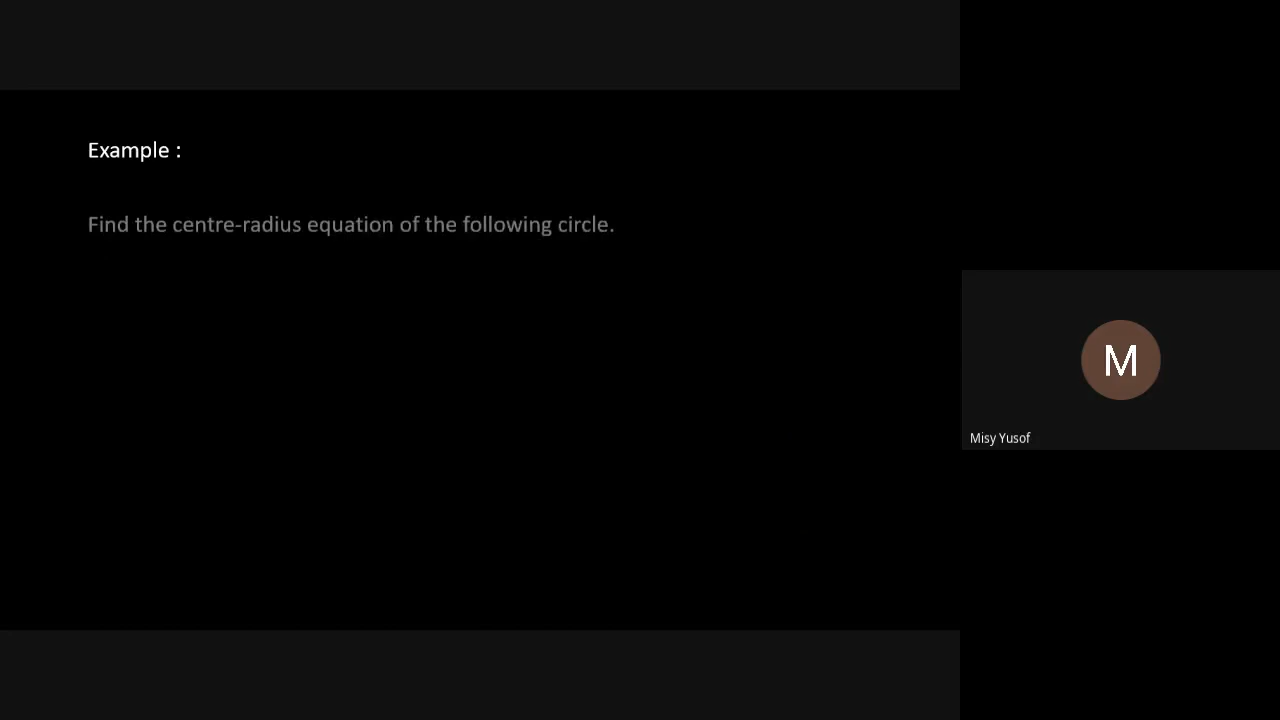 Example :
Find the centre-radius equation of the following circle.
M
Misy Yusof